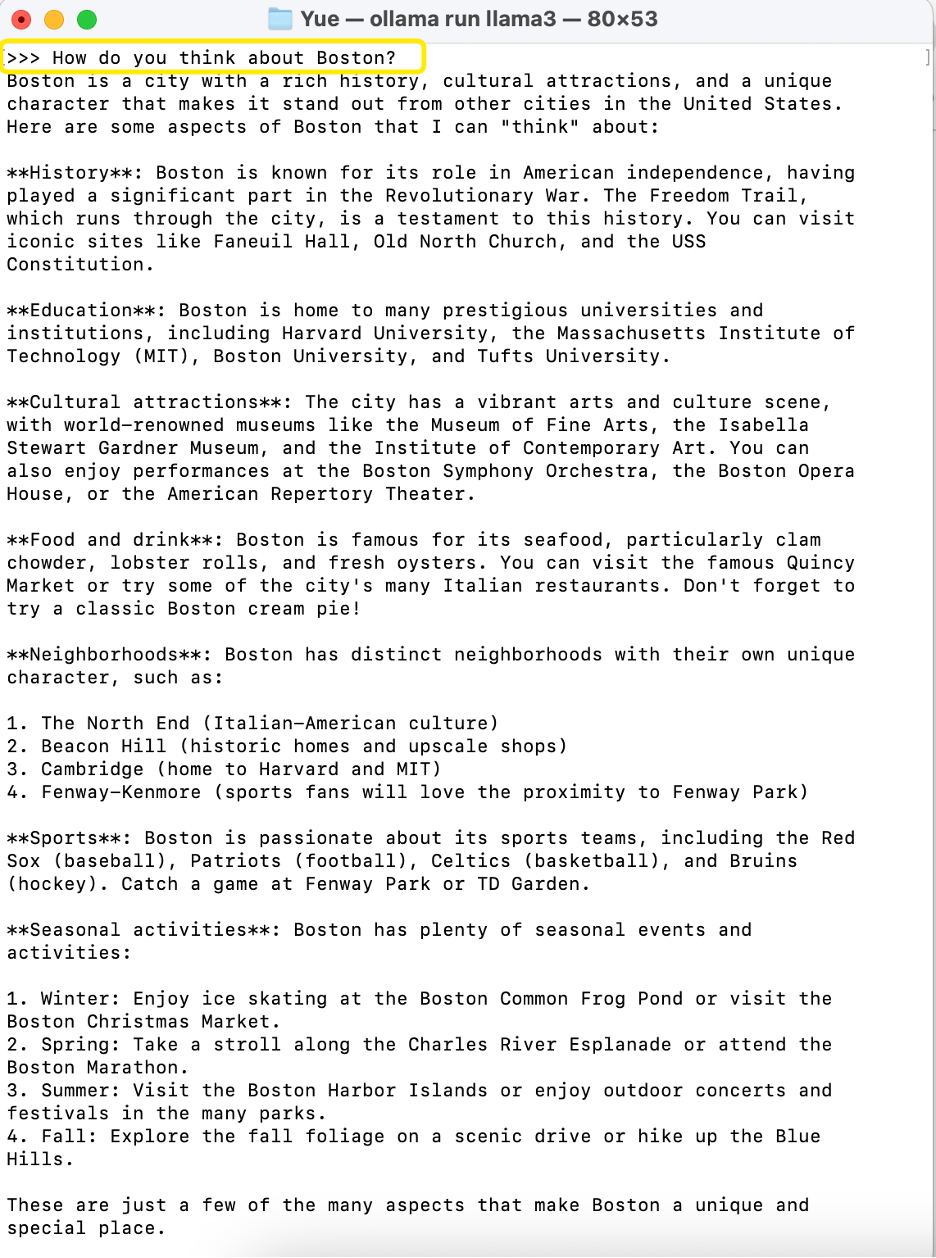 Yue — ollama run llama3 — 80×53
>>> How do you think about Boston?
Boston is a city with a rich history, cultural attractions, and a unique
character that makes it stand out from other cities in the United States.
Here are some aspects of Boston that I can "think" about:
**History**: Boston is known for its role in American independence, having
played a significant part in the Revolutionary War. The Freedom Trail,
which runs through the city, is a testament to this history. You can visit
iconic sites like Faneuil Hall, Old North Church, and the USS
Constitution.
**Education**: Boston is home to many prestigious universities and
institutions, including Harvard University, the Massachusetts Institute of
Technology (MIT), Boston University, and Tufts University.
**Cultural attractions**: The city has a vibrant arts and culture scene,
with world-renowned museums like the Museum of Fine Arts, the Isabella
Stewart Gardner Museum, and the Institute of Contemporary Art. You can
also enjoy performances at the Boston Symphony Orchestra, the Boston Opera
House, or the American Repertory Theater.
**Food and drink**: Boston is famous for its seafood, particularly clam
chowder, lobster rolls, and fresh oysters. You can visit the famous Quincy
Market or try some of the city's many Italian restaurants. Don't forget to
try a classic Boston cream pie!
**Neighborhoods**: Boston has distinct neighborhoods with their own unique
character, such as:
1. The North End (Italian-American culture)
2. Beacon Hill (historic homes and upscale shops)
3. Cambridge (home to Harvard and MIT)
4. Fenway-Kenmore (sports fans will love the proximity to Fenway Park)
**Sports**: Boston is passionate about its sports teams, including the Red
Sox (baseball), Patriots (football), Celtics (basketball), and Bruins
(hockey). Catch a game at Fenway Park or TD Garden.
**Seasonal activities**: Boston has plenty of seasonal events and
activities:
1. Winter: Enjoy ice skating at the Boston Common Frog Pond or visit the
Boston Christmas Market.
2. Spring: Take a stroll along the Charles River Esplanade or attend the
Boston Marathon.
3. Summer: Visit the Boston Harbor Islands or enjoy outdoor concerts and
festivals in the many parks.
4. Fall: Explore the fall foliage on a scenic drive or hike up the Blue
Hills.
These are just a few of the many aspects that make Boston a unique and
special place.